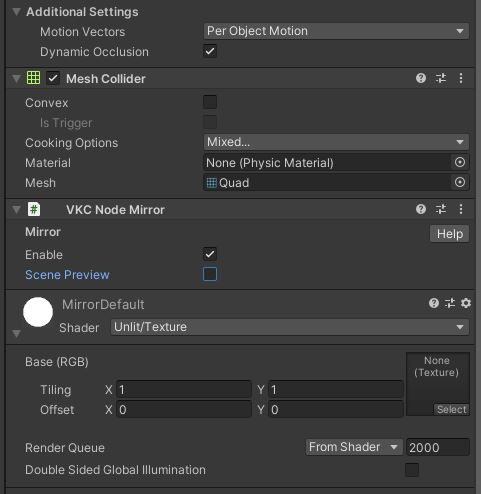 Additional Settings
Motion Vectors Per Object Motion
Dynamic Occlusion
Mesh Collider
Convex
Is Trigger
Cooking Options Mixed...
Material None (Physic Material)
Mesh Quad
# VKC Node Mirror
Mirror Help
Enable
Scene Preview
MirrorDefault
Shader Unlit/Texture
Base (RGB) None
(Texture)
Tiling X 1 Y 1
Offset X 0 Y 0
Select
Render Queue From Shader 2000
Double Sided Global Illumination